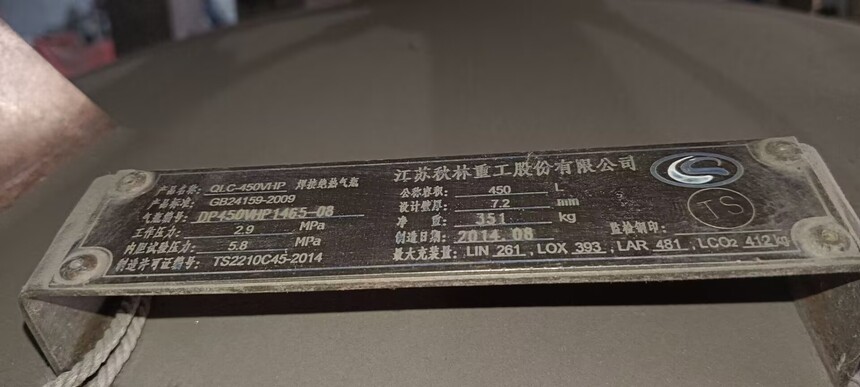 江苏秋林重工股份有限公司
产品名称: QLC-450VHP 焊接绝热气瓶
产品标准: GB24159-2009
气瓶编号: DP450VHP1465-08
工作压力: 2.9 MPa
内胆试验压力: 5.8 MPa
制造许可证编号: TS2210C45-2014
公称容积: 450 L
设计壁厚: 7.2 mm
净 重: 351 kg
制造日期: 2014 08 监检钢印:
最大充装量: LIN 261, LOX 393, LAR 481, LCO₂ 412kg
TS